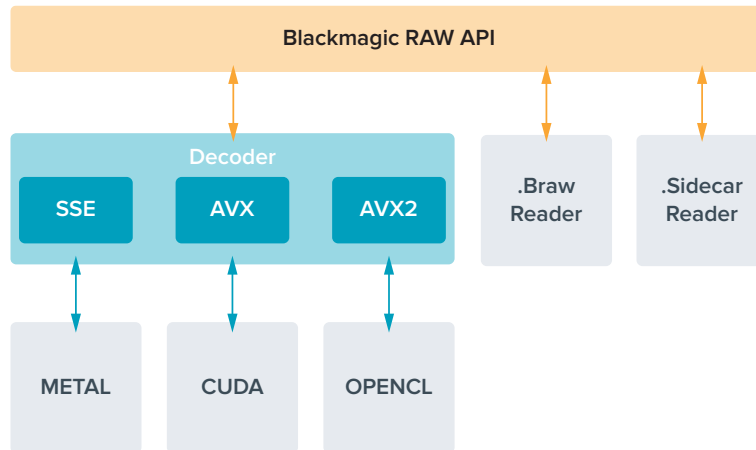 Blackmagic RAW API
Decoder
SSE
AVX
AVX2
.Braw
Reader
.Sidecar
Reader
METAL
CUDA
OPENCL